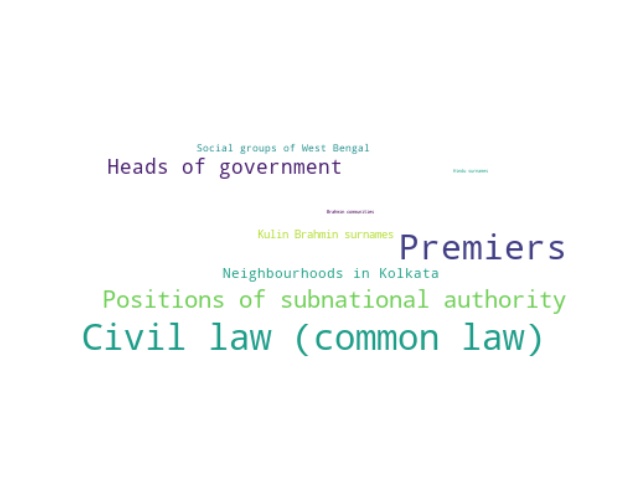 Social groups of West Bengal
Heads of government
Hindu surnames
Brahmin communities
Kulin Brahmin surnames
Premiers
Neighbourhoods in Kolkata
Positions of subnational authority
Civil law (common law)